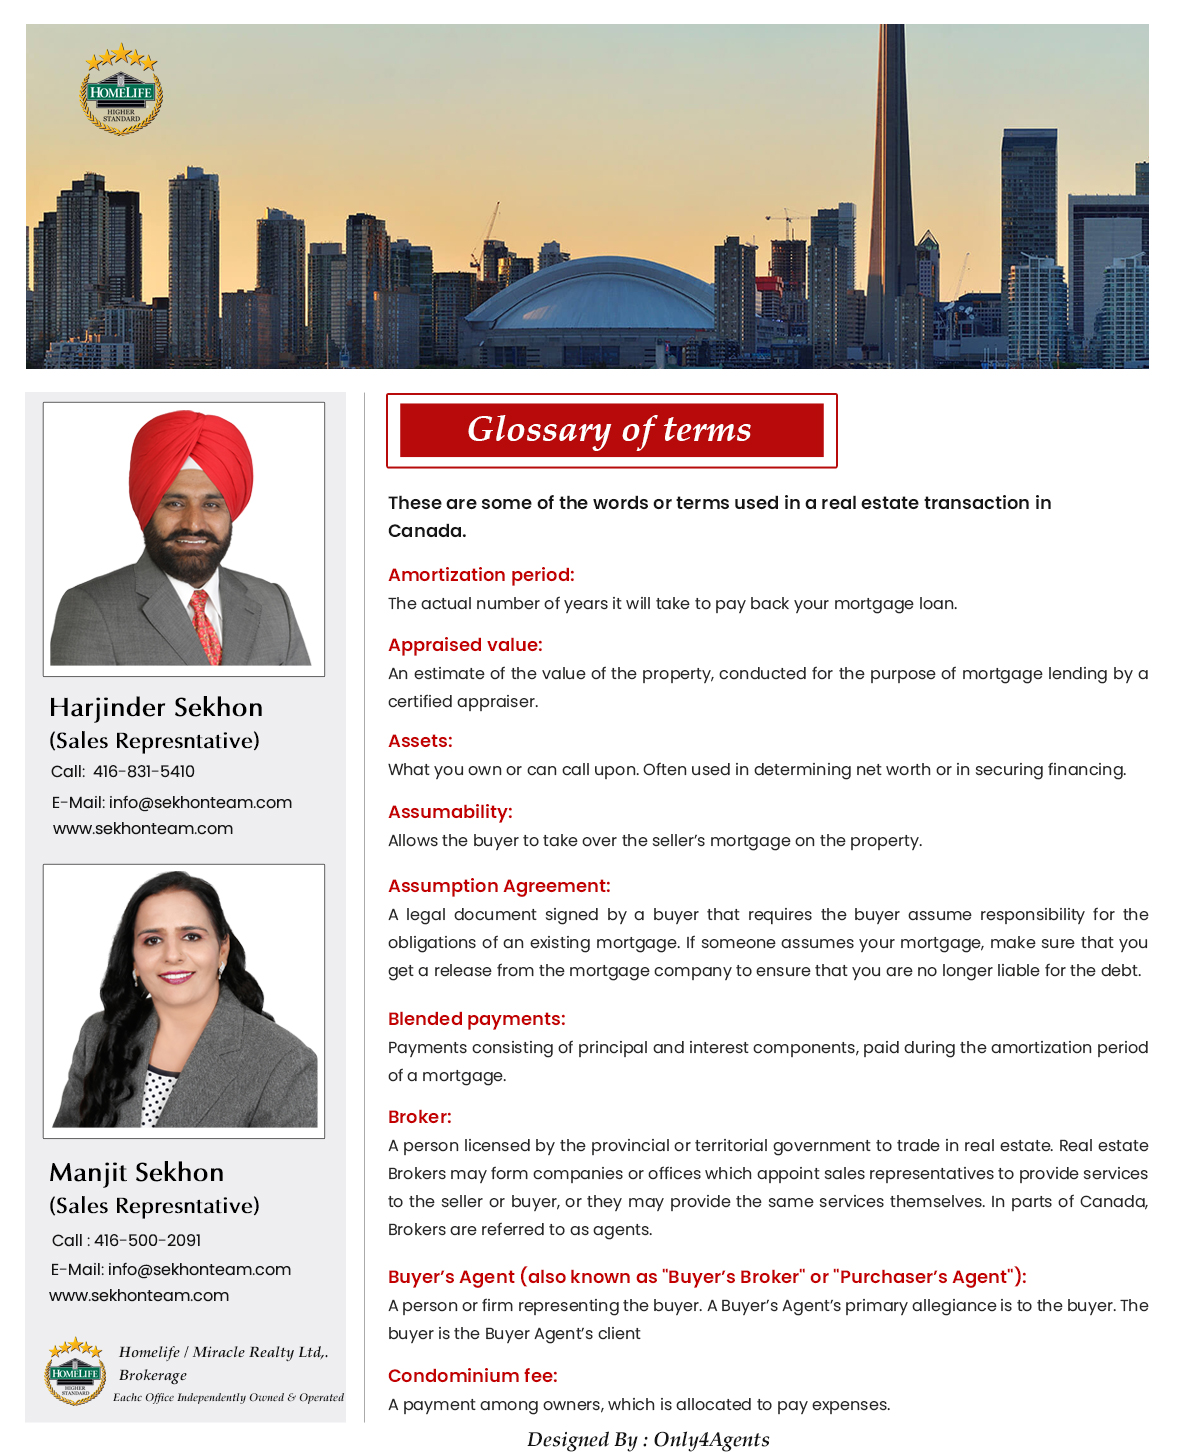 HOMELIFE
HIGHER
STANDARD
Harjinder Sekhon
(Sales Represntative)
Call:  416-831-5410
E-Mail: info@sekhonteam.com
www.sekhonteam.com
Manjit Sekhon
(Sales Represntative)
Call : 416-500-2091
E-Mail: info@sekhonteam.com
www.sekhonteam.com
HOMELIFE
HIGHER
STANDARD
Homelife / Miracle Realty Ltd,.
Brokerage
Eachc Office Independently Owned & Operated
Glossary of terms
These are some of the words or terms used in a real estate transaction in
Canada.
Amortization period:
The actual number of years it will take to pay back your mortgage loan.
Appraised value:
An estimate of the value of the property, conducted for the purpose of mortgage lending by a
certified appraiser.
Assets:
What you own or can call upon. Often used in determining net worth or in securing financing.
Assumability:
Allows the buyer to take over the seller’s mortgage on the property.
Assumption Agreement:
A legal document signed by a buyer that requires the buyer assume responsibility for the
obligations of an existing mortgage. If someone assumes your mortgage, make sure that you
get a release from the mortgage company to ensure that you are no longer liable for the debt.
Blended payments:
Payments consisting of principal and interest components, paid during the amortization period
of a mortgage.
Broker:
A person licensed by the provincial or territorial government to trade in real estate. Real estate
Brokers may form companies or offices which appoint sales representatives to provide services
to the seller or buyer, or they may provide the same services themselves. In parts of Canada,
Brokers are referred to as agents.
Buyer’s Agent (also known as "Buyer’s Broker" or "Purchaser’s Agent"):
A person or firm representing the buyer. A Buyer’s Agent’s primary allegiance is to the buyer. The
buyer is the Buyer Agent’s client
Condominium fee:
A payment among owners, which is allocated to pay expenses.
Designed By : Only4Agents